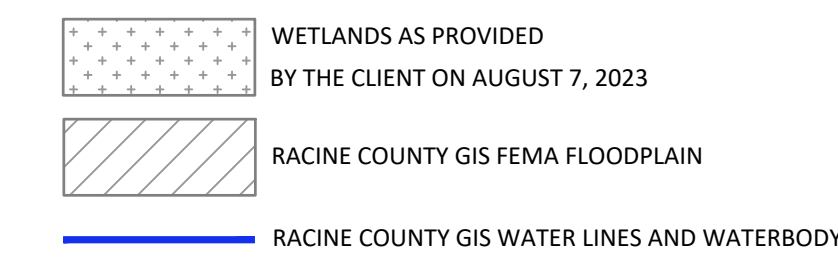 WETLANDS AS PROVIDED
BY THE CLIENT ON AUGUST 7, 2023
RACINE COUNTY GIS FEMA FLOODPLAIN
RACINE COUNTY GIS WATER LINES AND WATERBODY